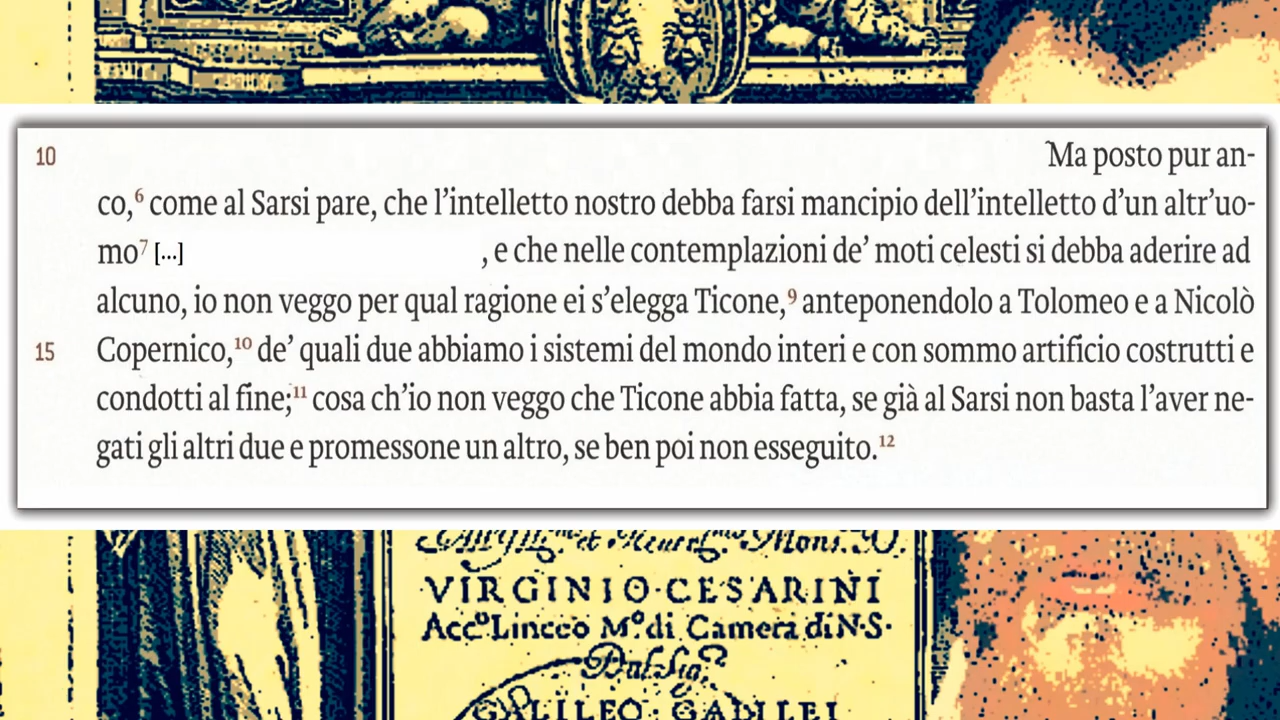 10 Ma posto pur an-
co,6 come al Sarsi pare, che l’intelletto nostro debba farsi mancipio dell’intelletto d’un altr’uo-
mo7 [...] , e che nelle contemplazioni de’ moti celesti si debba aderire ad
alcuno, io non veggo per qual ragione ei s’elegga Ticone,9 anteponendolo a Tolomeo e a Nicolò
15 Copernico,10 de’ quali due abbiamo i sistemi del mondo interi e con sommo artificio costrutti e
condotti al fine;11 cosa ch’io non veggo che Ticone abbia fatta, se già al Sarsi non basta l’aver ne-
gati gli altri due e promessone un altro, se ben poi non esseguito.12
VIRGINIO·CESARINI
Acc.º Linceo M.º di Camera di N·S·
Dal Sig.
GALILEO·GALILEI